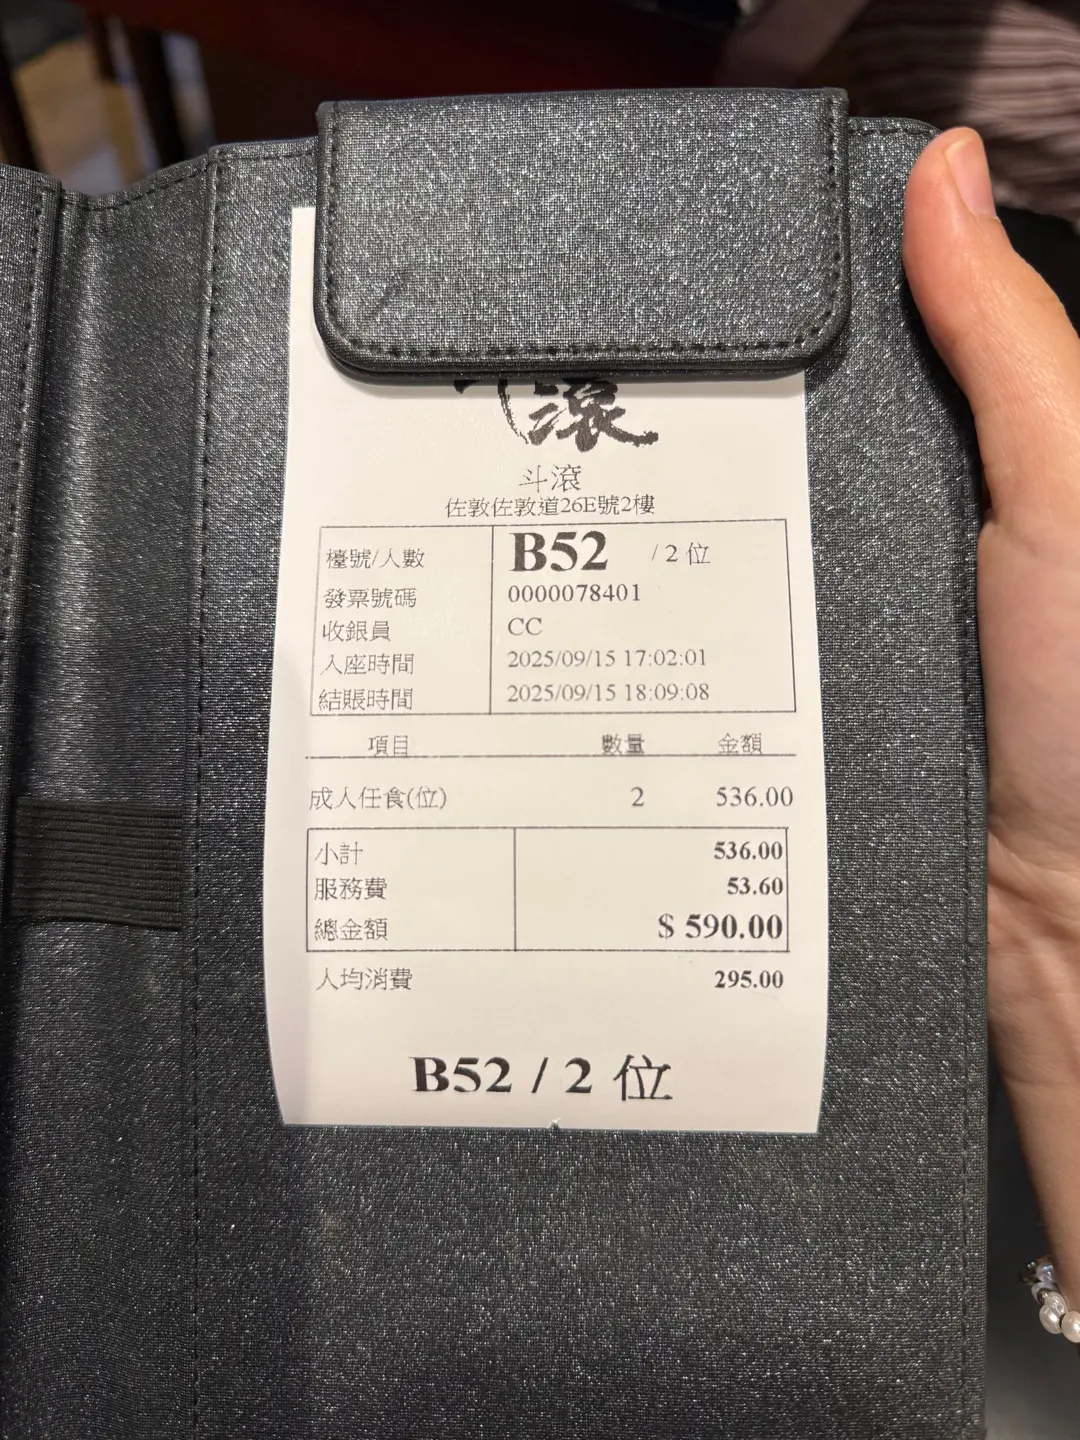 滾
斗滾
佐敦佐敦道26E號2樓
檯號/人數 B52 / 2 位
發票號碼 0000078401
收銀員 CC
入座時間 2025/09/15 17:02:01
結賬時間 2025/09/15 18:09:08
項目 數量 金額
成人任食(位) 2 536.00
小計 536.00
服務費 53.60
總金額 $ 590.00
人均消費 295.00
B52 / 2 位